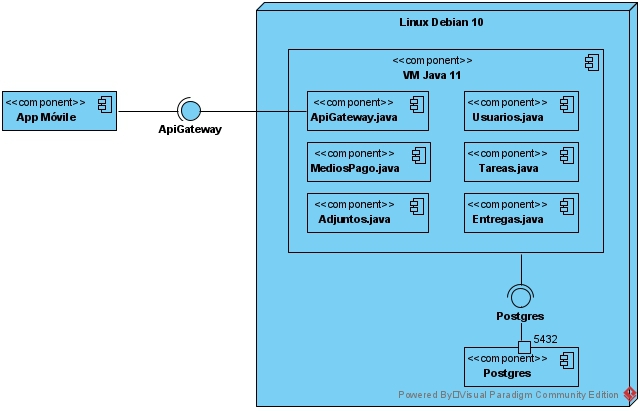 Linux Debian 10
<<component>>
VM Java 11
<<component>>
App Móvile
ApiGateway
<<component>>
ApiGateway.java
<<component>>
Usuarios.java
<<component>>
MediosPago.java
<<component>>
Tareas.java
<<component>>
Adjuntos.java
<<component>>
Entregas.java
Postgres
5432
<<component>>
Postgres
Powered By Visual Paradigm Community Edition